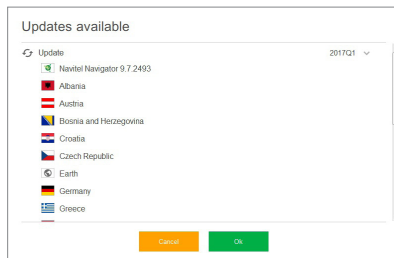 Updates available
Update 2017Q1
Navitel Navigator 9.7.2493
Albania
Austria
Bosnia and Herzegovina
Croatia
Czech Republic
Earth
Germany
Greece
Cancel Ok